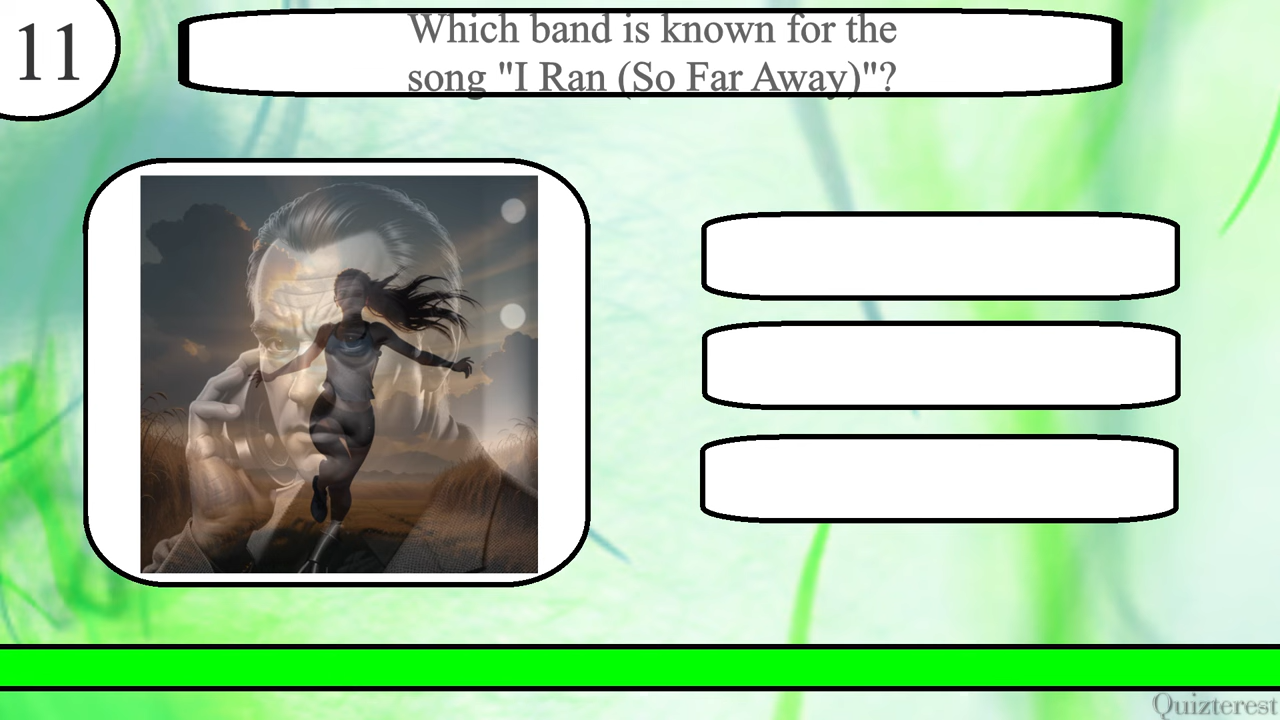 11
Which band is known for the
song "I Ran (So Far Away)"?
Quizterest